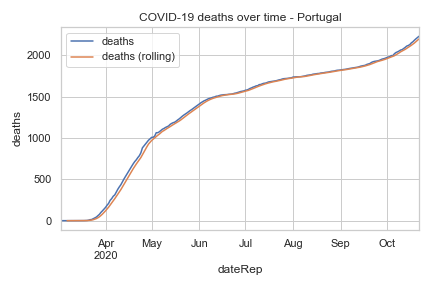 COVID-19 deaths over time - Portugal
deaths
deaths (rolling)
2000
1500
1000
500
0
deaths
Apr May Jun Jul Aug Sep Oct
2020
dateRep